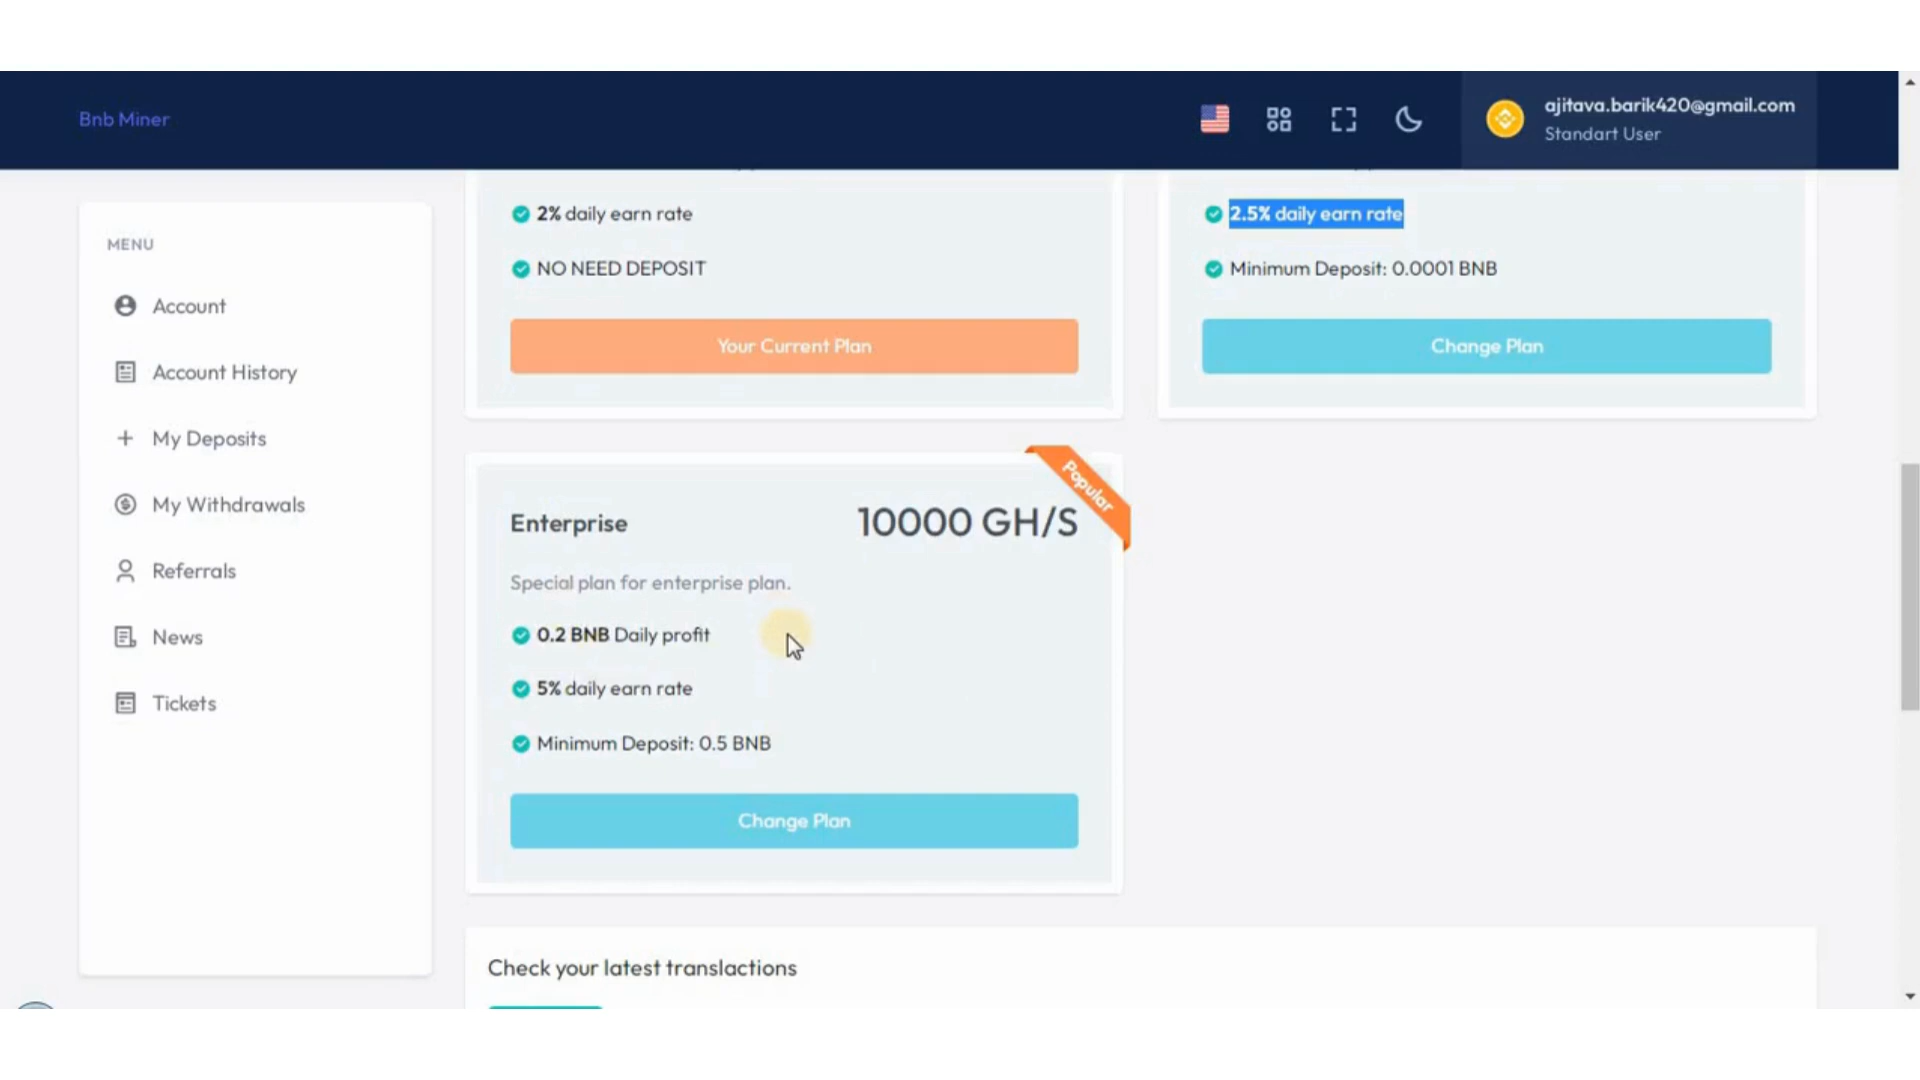 Bnb Miner
ajitava.barik420@gmail.com
Standart User
MENU
Account
Account History
My Deposits
My Withdrawals
Referrals
News
Tickets
2% daily earn rate
NO NEED DEPOSIT
Your Current Plan
2.5% daily earn rate
Minimum Deposit: 0.0001 BNB
Change Plan
Popular
Enterprise
10000 GH/S
Special plan for enterprise plan.
0.2 BNB Daily profit
5% daily earn rate
Minimum Deposit: 0.5 BNB
Change Plan
Check your latest translactions